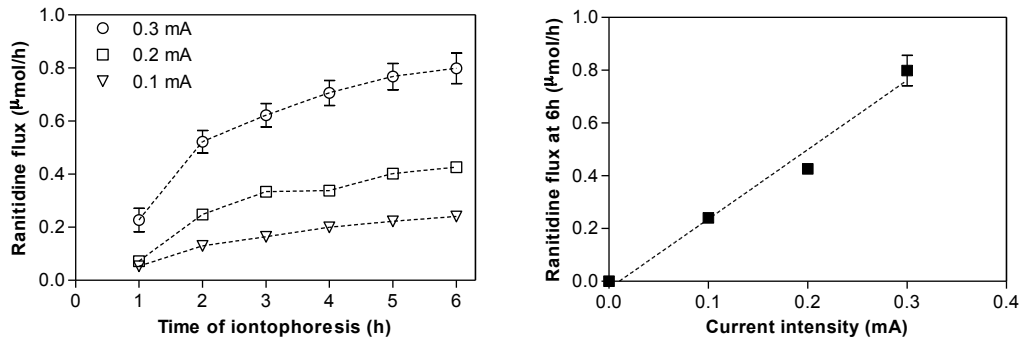 1.0
0.8
0.6
0.4
0.2
0.0
0.3 mA
0.2 mA
0.1 mA
Ranitidine flux (µmol/h)
0 1 2 3 4 5 6
Time of iontophoresis (h)
1.0
0.8
0.6
0.4
0.2
0.0
Ranitidine flux at 6h (µmol/h)
0.0 0.1 0.2 0.3 0.4
Current intensity (mA)